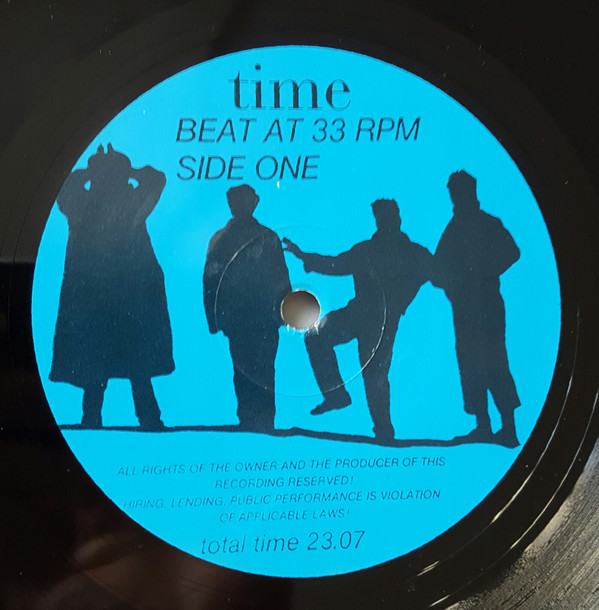 time
BEAT AT 33 RPM
SIDE ONE
ALL RIGHTS OF THE OWNER AND THE PRODUCER OF THIS
RECORDING RESERVED!
HIRING, LENDING, PUBLIC PERFORMANCE IS VIOLATION
OF APPLICABLE LAWS!
total time 23.07